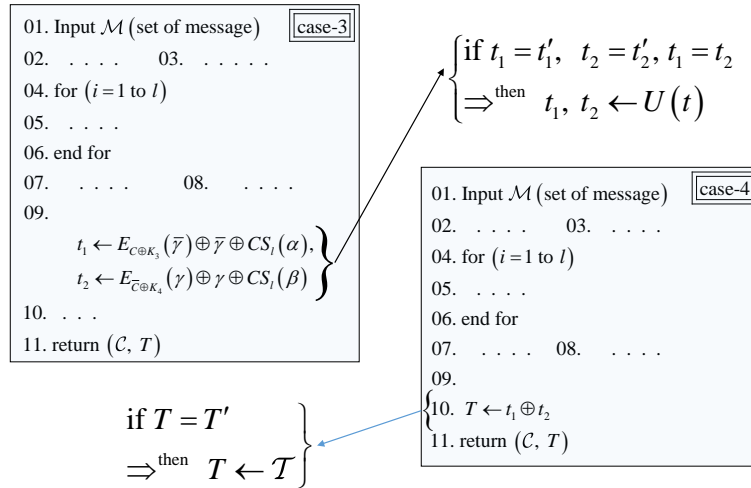 01. Input ℳ (set of message) case-3
02. . . . . 03. . . . . .
04. for (i = 1 to l)
05. . . . .
06. end for
07. . . . . 08. . . . .
09.
t₁ ← E_{C⊕K₃}(γ̅) ⊕ γ̅ ⊕ CS_l(α),
t₂ ← E_{C̅⊕K₄}(γ) ⊕ γ ⊕ CS_l(β)
10. . . .
11. return (𝒞, T)
if t₁ = t₁′, t₂ = t₂′, t₁ = t₂
⇒ᵗʰᵉⁿ t₁, t₂ ← U(t)
01. Input ℳ (set of message) case-4
02. . . . . 03. . . . .
04. for (i = 1 to l)
05. . . . .
06. end for
07. . . . . 08. . . . .
09.
10. T ← t₁ ⊕ t₂
11. return (𝒞, T)
if T = T′
⇒ᵗʰᵉⁿ T ← 𝒯